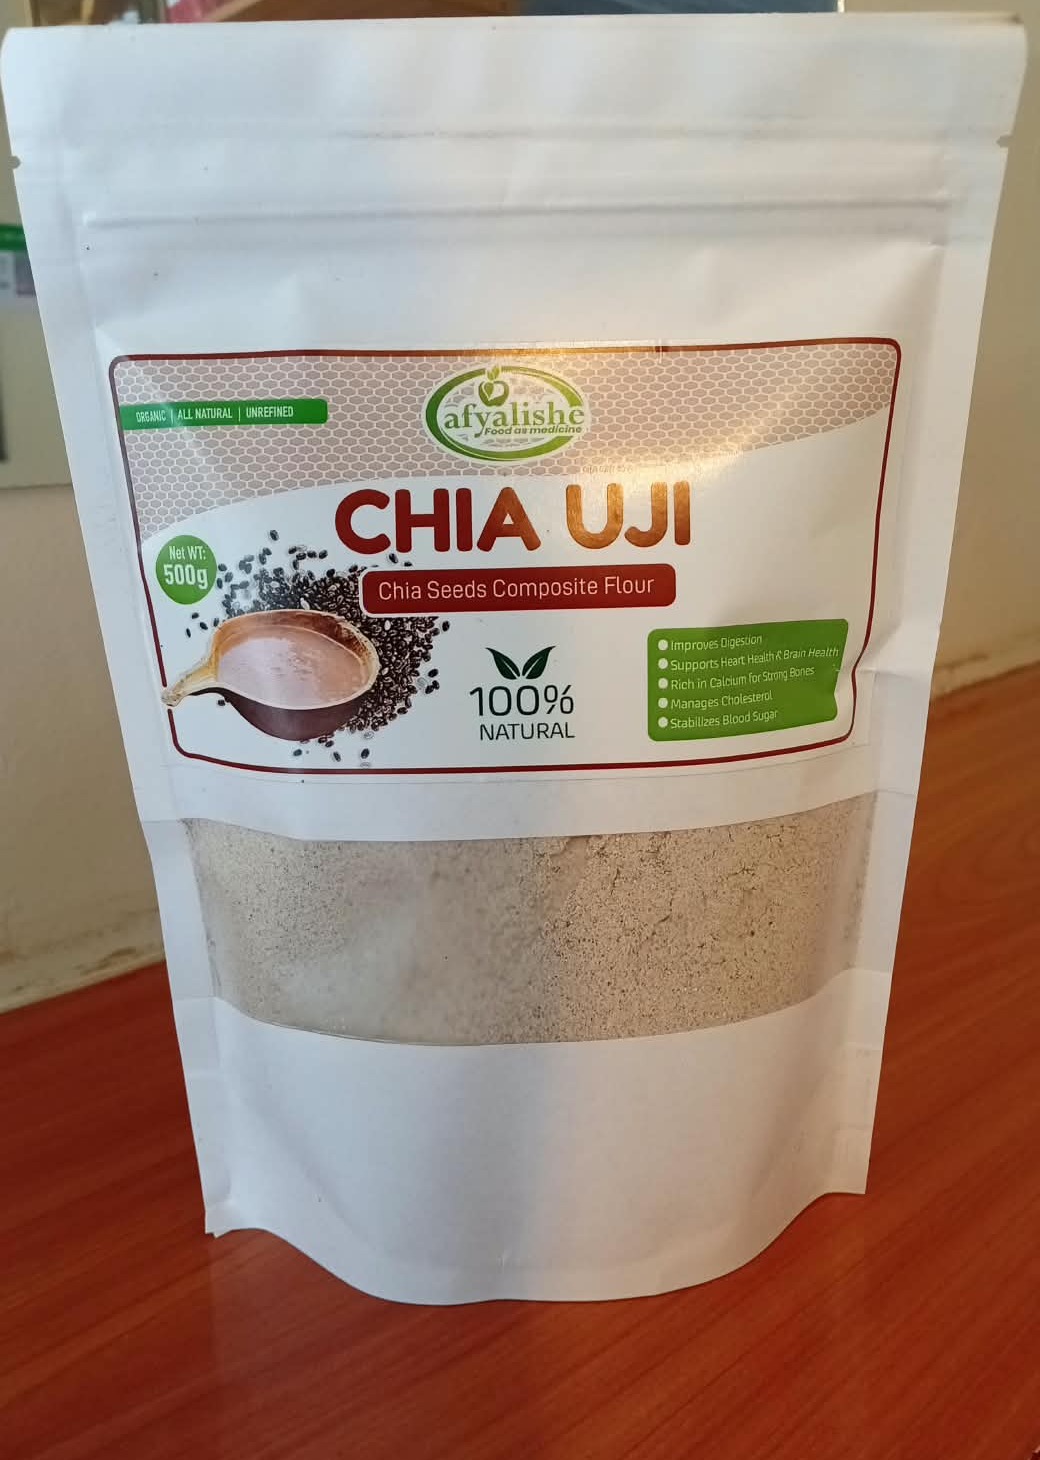 afyalishe
Food as medicine
ORGANIC | ALL NATURAL | UNREFINED
CHIA UJI
Chia Seeds Composite Flour
Net WT:
500g
100%
NATURAL
Improves Digestion
Supports Heart Health & Brain Health
Rich in Calcium for Strong Bones
Manages Cholesterol
Stabilizes Blood Sugar